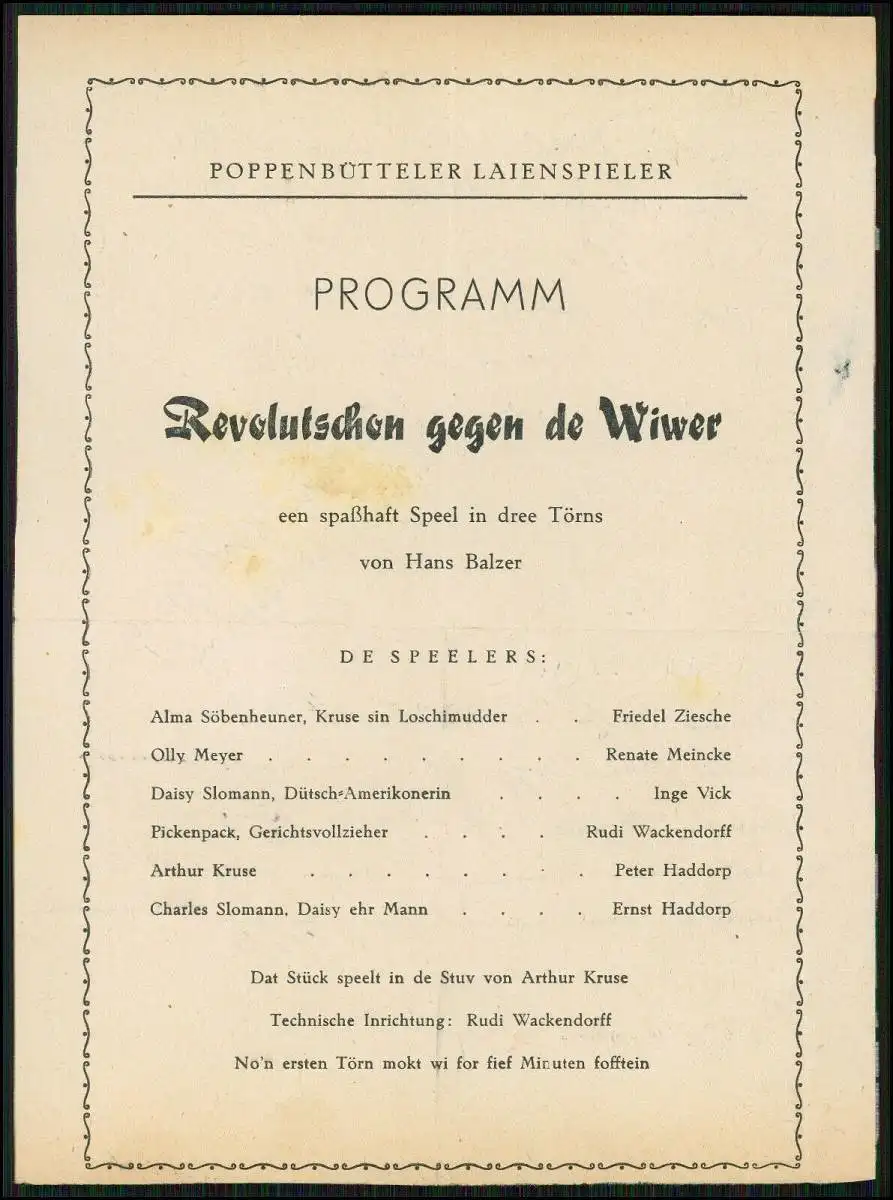 POPPENBÜTTELER LAIENSPIELER
PROGRAMM
Revolutschon gegen de Wiwer
een spaßhaft Speel in dree Törns
von Hans Balzer
DE SPEELERS:
Alma Söbenheuner, Kruse sin Loschimudder . . Friedel Ziesche
Olly Meyer . . . . . . . . . Renate Meincke
Daisy Slomann, Dütsch-Amerikonerin . . . . Inge Vick
Pickenpack, Gerichtsvollzieher . . . . Rudi Wackendorff
Arthur Kruse . . . . . . . . Peter Haddorp
Charles Slomann, Daisy ehr Mann . . . . Ernst Haddorp
Dat Stück speelt in de Stuv von Arthur Kruse
Technische Inrichtung: Rudi Wackendorff
No'n ersten Törn mokt wi for fief Minuten fofftein